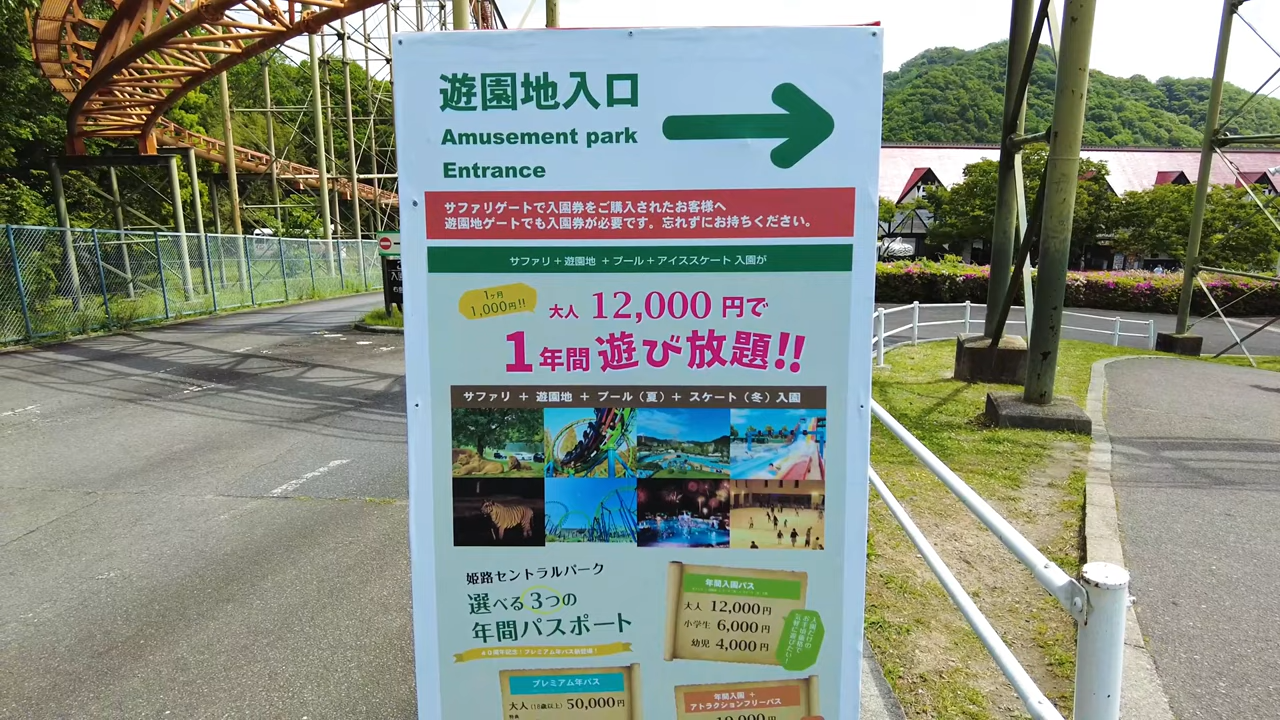 遊園地入口
Amusement park
Entrance
サファリゲートで入園券をご購入されたお客様へ
遊園地ゲートでも入園券が必要です。忘れずにお持ちください。
サファリ＋遊園地 ＋プール＋アイススケート 入園が
1ヶ月
1,000円!!
大人 12,000 円で
1年間 遊び放題!!
サファリ ＋ 遊園地 ＋ プール（夏）＋ スケート（冬）入園
姫路セントラルパーク
選べる3つの
年間パスポート
年間入園パス
大人 12,000円
小学生 6,000円
幼児 4,000円
プレミアム年パス
大人（18歳以上）50,000円
年間入園 ＋
アトラクションフリーパス